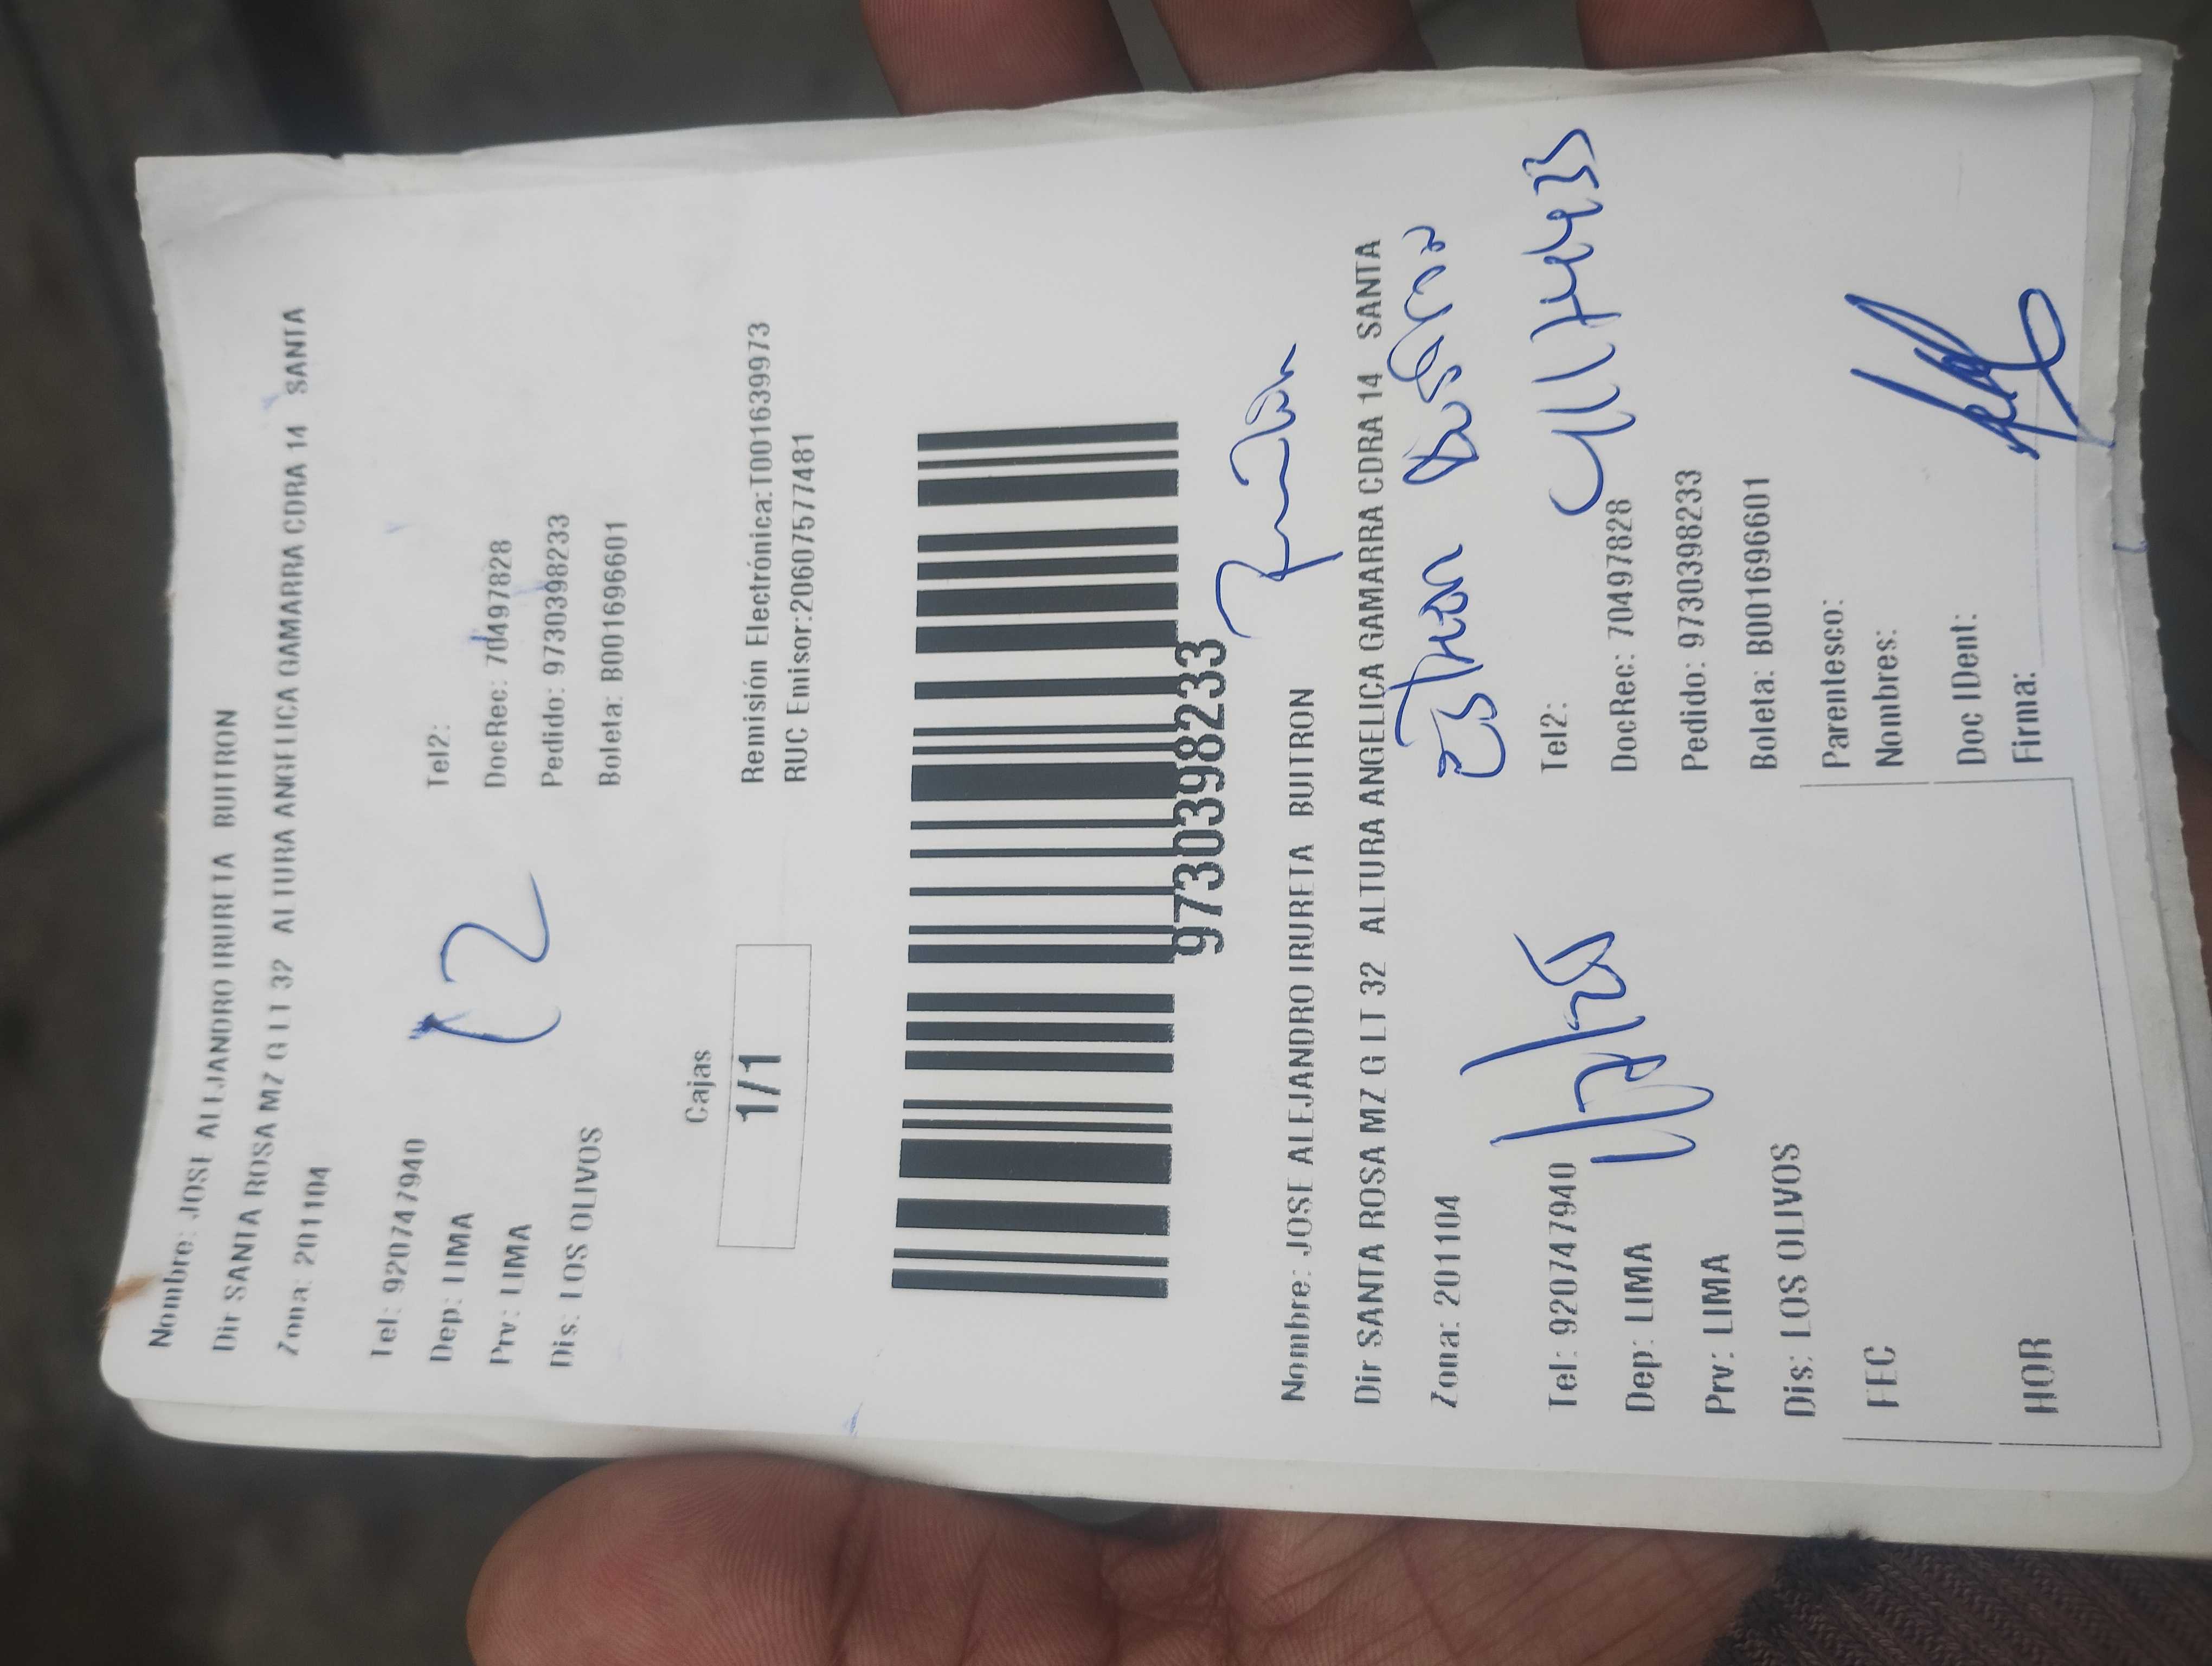 Nombre: JOSE ALEJANDRO IRURETA BUITRON
Dir SANTA ROSA MZ G LT 32 ALTURA ANGELICA GAMARRA CDRA 14 SANTA
Zona: 201104
Tel: 920747940 Tel2:
Dep: LIMA DocRec: 70497828
Prv: LIMA Pedido: 9730398233
Dis: LOS OLIVOS Boleta: B001696601
12
Cajas
1/1
Remisión Electrónica:T001639973
RUC Emisor:20607577481
9730398233
Nombre: JOSE ALEJANDRO IRURETA BUITRON
Dir SANTA ROSA MZ G LT 32 ALTURA ANGELICA GAMARRA CDRA 14 SANTA
Zona: 201104
Tel: 920747940 Tel2:
Dep: LIMA DocRec: 70497828
Prv: LIMA Pedido: 9730398233
Dis: LOS OLIVOS Boleta: B001696601
FEC
HOR
Parentesco:
Nombres:
Doc IDent:
Firma: